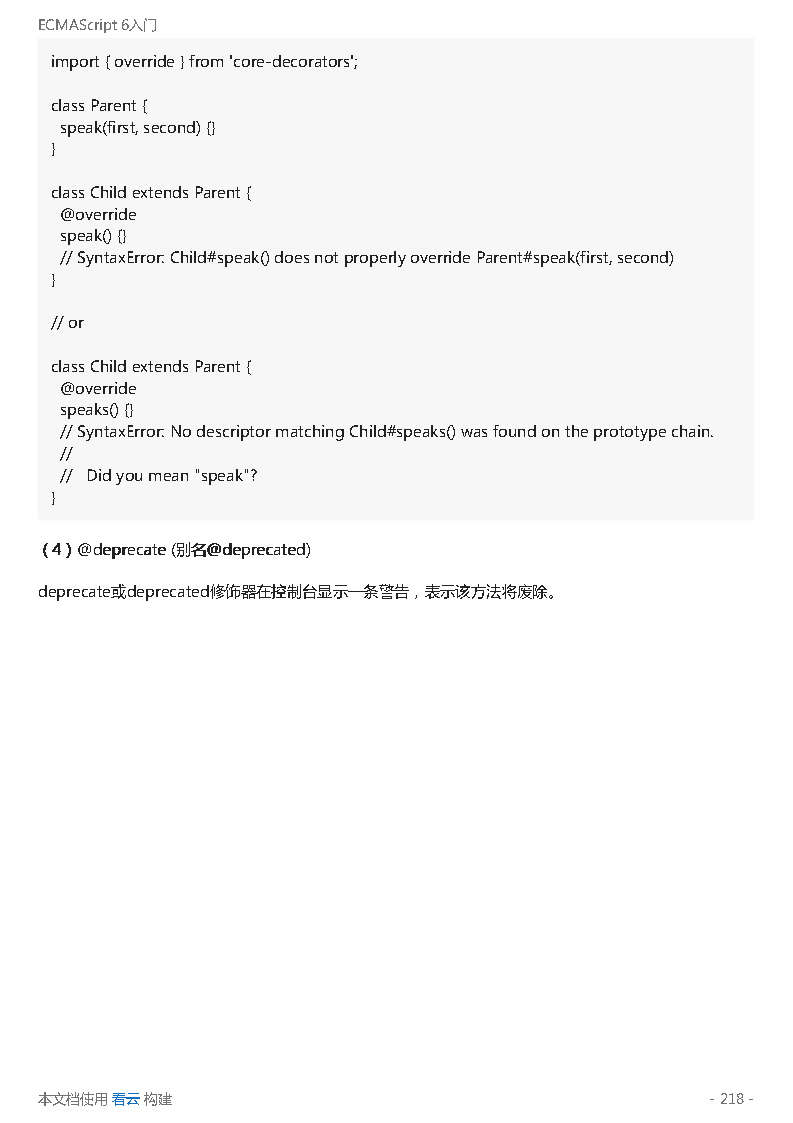 ECMAScript 6入门
import { override } from 'core-decorators';
class Parent {
speak(first, second) {}
}
class Child extends Parent {
@override
speak() {}
// SyntaxError: Child#speak() does not properly override Parent#speak(first, second)
}
// or
class Child extends Parent {
@override
speaks() {}
// SyntaxError: No descriptor matching Child#speaks() was found on the prototype chain.
//
// Did you mean "speak"?
}
（4）@deprecate (别名@deprecated)
deprecate或deprecated修饰器在控制台显示一条警告，表示该方法将废除。
本文档使用 看云 构建
- 218 -